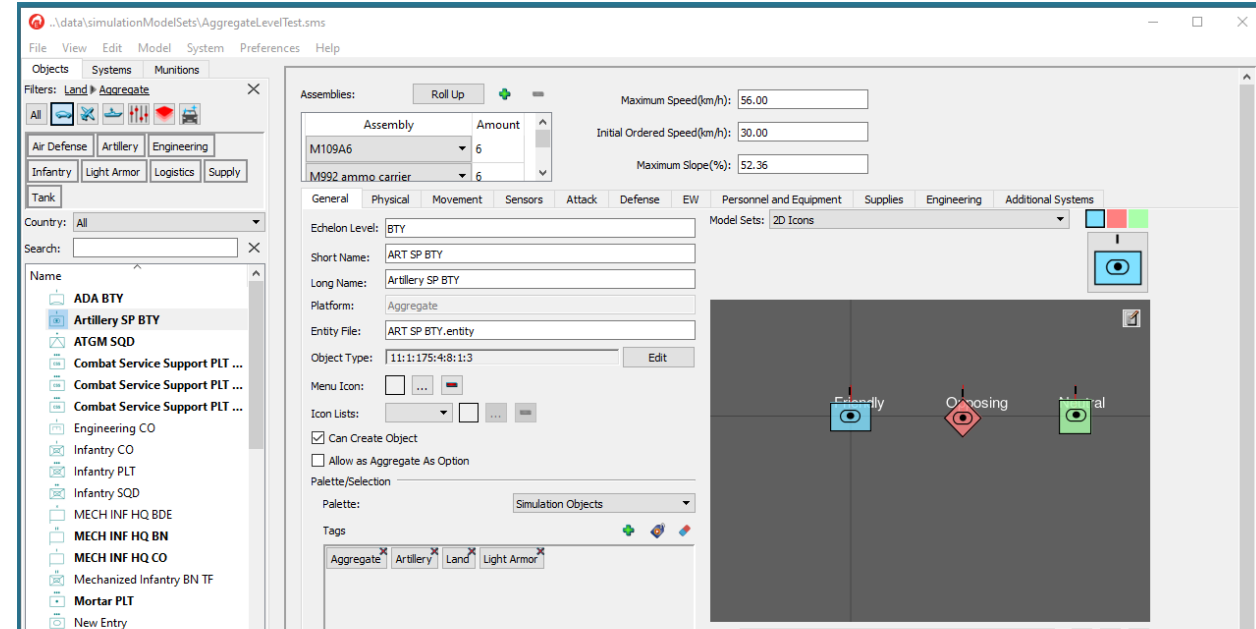 ..\data\simulationModelSets\AggregateLevelTest.sms
File View Edit Model System Preferences Help
Objects Systems Munitions
Filters: Land Aggregate
All
Air Defense Artillery Engineering
Infantry Light Armor Logistics Supply
Tank
Country: All
Search:
Name
ADA BTY
Artillery SP BTY
ATGM SQD
Combat Service Support PLT ...
Combat Service Support PLT ...
Combat Service Support PLT ...
Engineering CO
Infantry CO
Infantry PLT
Infantry SQD
MECH INF HQ BDE
MECH INF HQ BN
MECH INF HQ CO
Mechanized Infantry BN TF
Mortar PLT
New Entry
Assemblies: Roll Up
Assembly Amount
M109A6 6
M992 ammo carrier 6
Maximum Speed(km/h): 56.00
Initial Ordered Speed(km/h): 30.00
Maximum Slope(%): 52.36
General Physical Movement Sensors Attack Defense EW Personnel and Equipment Supplies Engineering Additional Systems
Echelon Level: BTY
Short Name: ART SP BTY
Long Name: Artillery SP BTY
Platform: Aggregate
Entity File: ART SP BTY.entity
Object Type: 11:1:175:4:8:1:3 Edit
Menu Icon: ...
Icon Lists: ...
Can Create Object
Allow as Aggregate As Option
Palette/Selection
Palette: Simulation Objects
Tags
Aggregate Artillery Land Light Armor
Model Sets: 2D Icons
Friendly Opposing Neutral